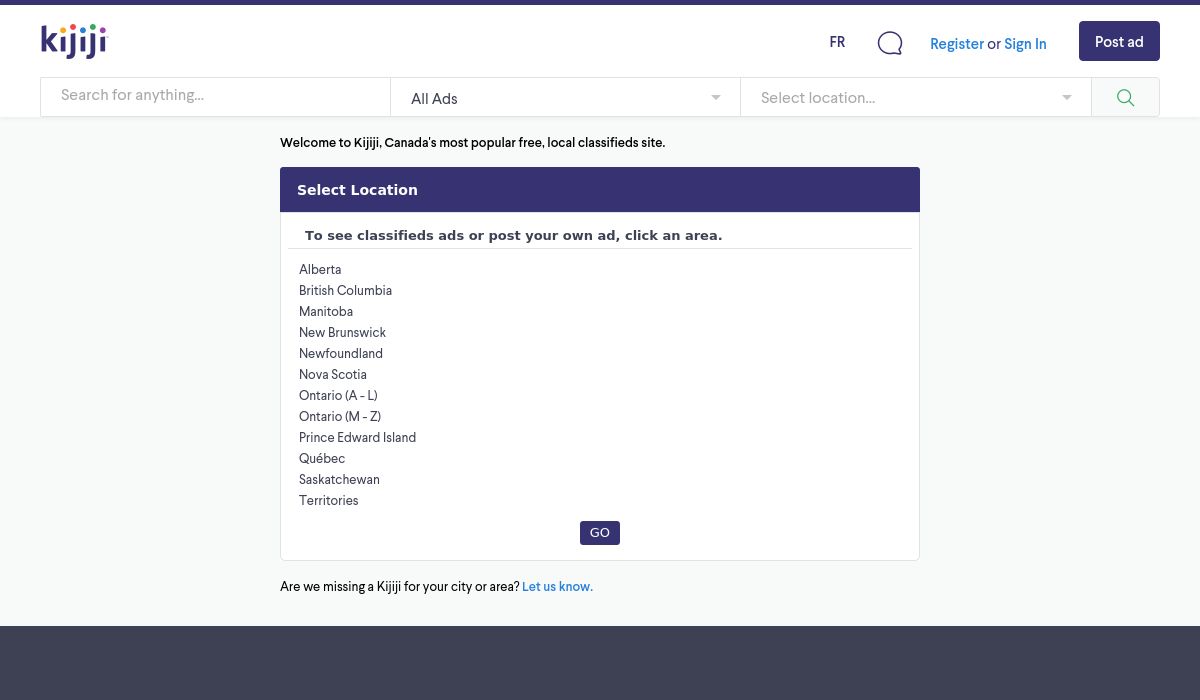 kijiji
FR
Register or Sign In
Post ad
Search for anything...
All Ads
Select location...
Welcome to Kijiji, Canada's most popular free, local classifieds site.
Select Location
To see classifieds ads or post your own ad, click an area.
Alberta
British Columbia
Manitoba
New Brunswick
Newfoundland
Nova Scotia
Ontario (A - L)
Ontario (M - Z)
Prince Edward Island
Québec
Saskatchewan
Territories
GO
Are we missing a Kijiji for your city or area? Let us know.